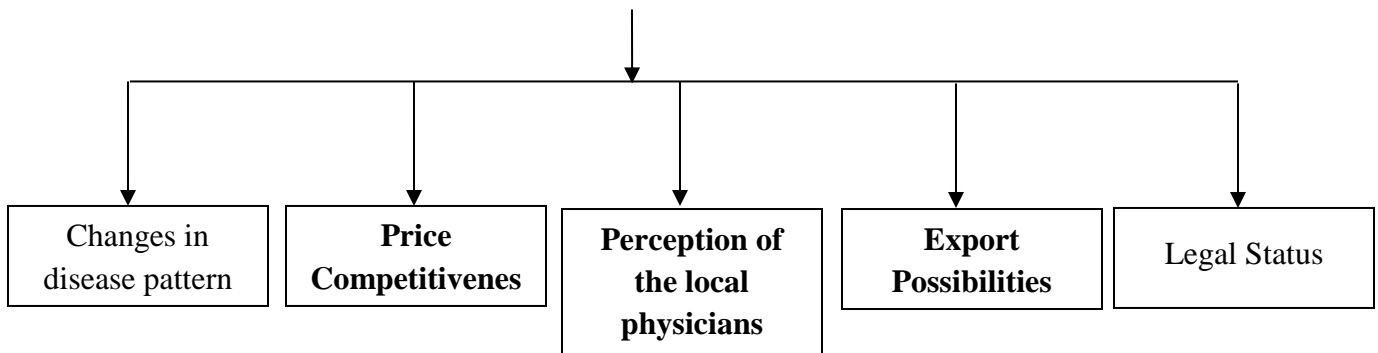 Changes in
disease pattern
Price
Competitivenes
Perception of
the local
physicians
Export
Possibilities
Legal Status